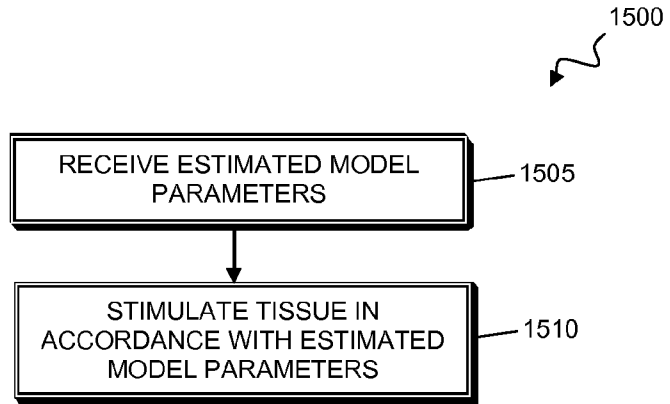 1500
RECEIVE ESTIMATED MODEL
PARAMETERS
1505
STIMULATE TISSUE IN
ACCORDANCE WITH ESTIMATED
MODEL PARAMETERS
1510